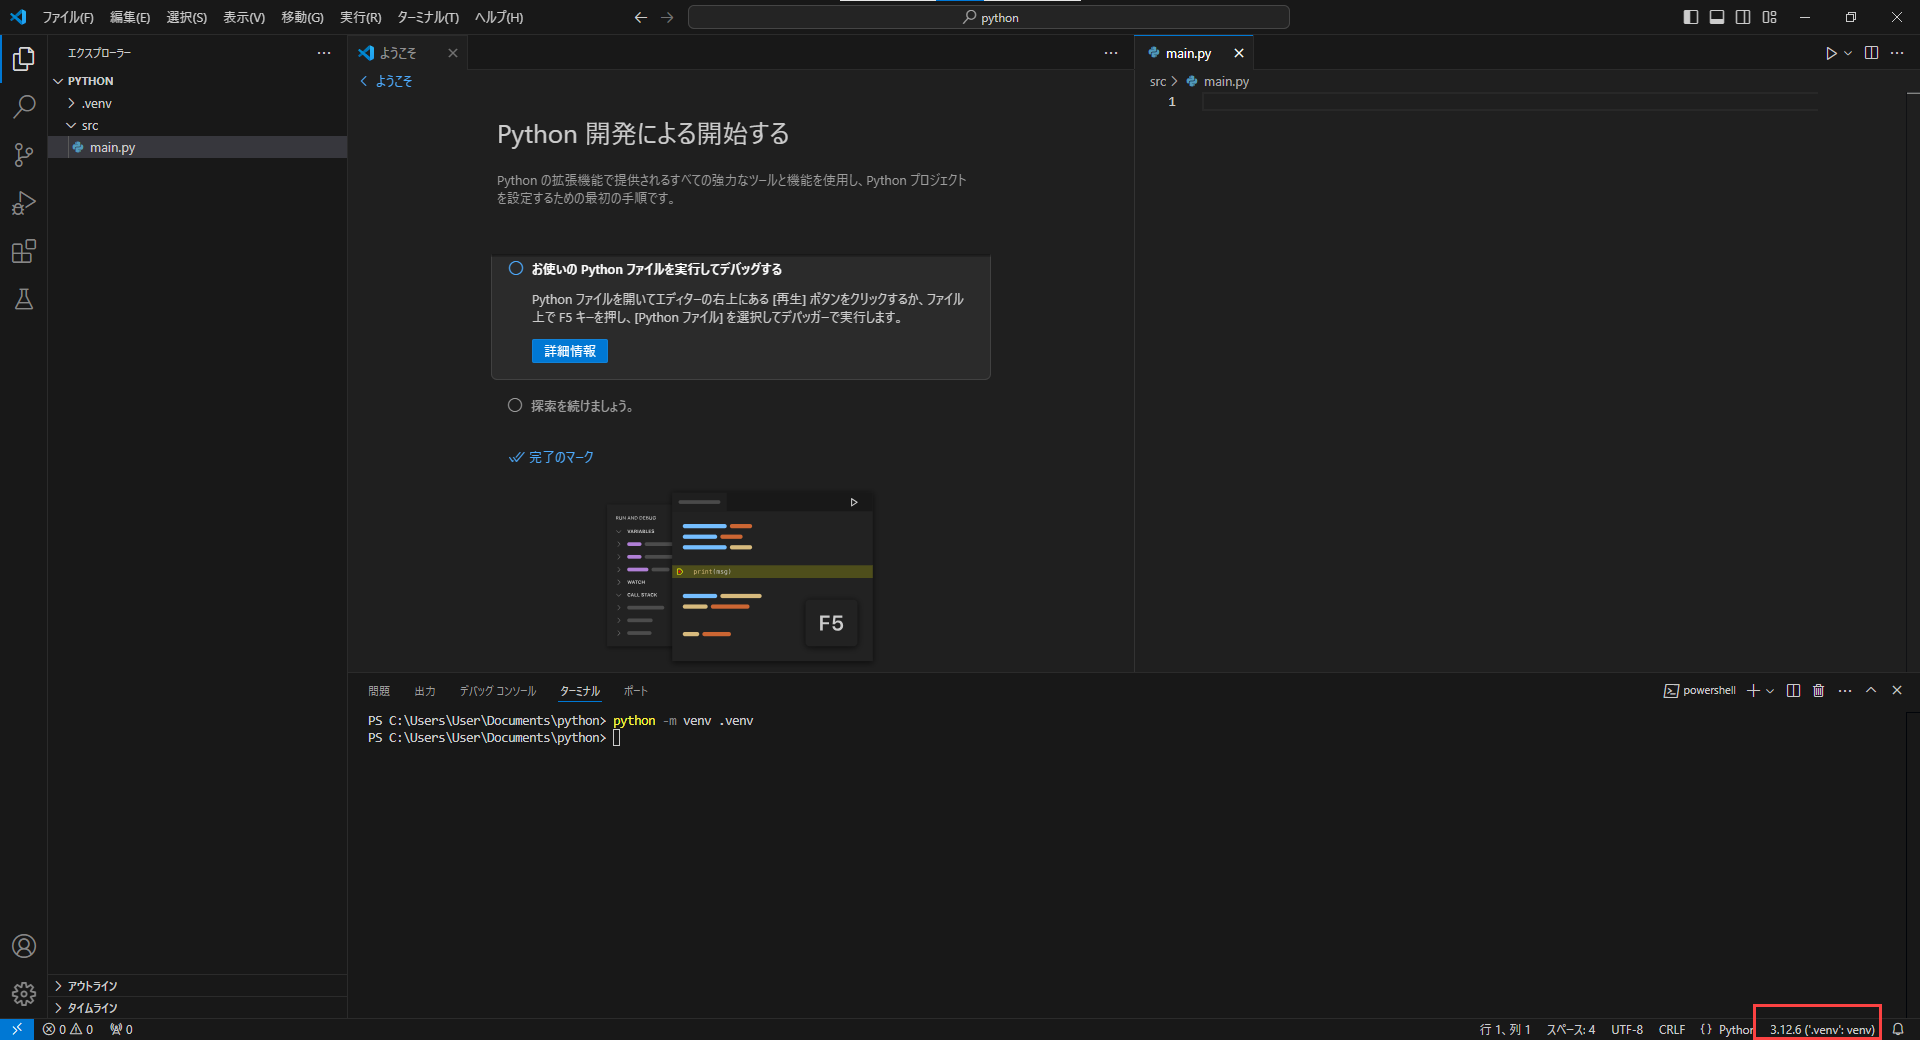 ファイル(F) 編集(E) 選択(S) 表示(V) 移動(G) 実行(R) ターミナル(T) ヘルプ(H)
python
エクスプローラー
PYTHON
.venv
src
main.py
アウトライン
タイムライン
ようこそ
ようこそ
Python 開発による開始する
Python の拡張機能で提供されるすべての強力なツールと機能を使用し、Python プロジェクト
を設定するための最初の手順です。
お使いの Python ファイルを実行してデバッグする
Python ファイルを開いてエディターの右上にある [再生] ボタンをクリックするか、ファイル
上で F5 キーを押し、[Python ファイル] を選択してデバッガーで実行します。
詳細情報
探索を続けましょう。
完了のマーク
RUN AND DEBUG
VARIABLES
WATCH
CALL STACK
print(msg)
F5
main.py
src > main.py
1
問題 出力 デバッグ コンソール ターミナル ポート
powershell
PS C:\Users\User\Documents\python> python -m venv .venv
PS C:\Users\User\Documents\python>
0 0 0
行 1、列 1 スペース: 4 UTF-8 CRLF {} Python 3.12.6 ('.venv': venv)